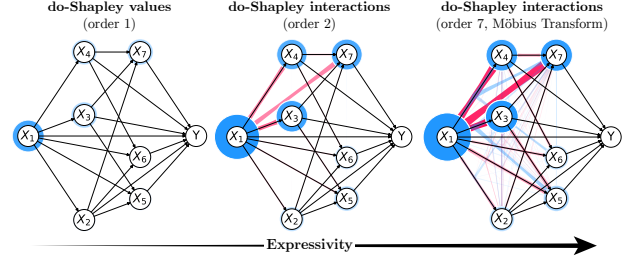 do-Shapley values
(order 1)
do-Shapley interactions
(order 2)
do-Shapley interactions
(order 7, Möbius Transform)
X₄
X₇
X₃
X₁
Y
X₆
X₅
X₂
X₄
X₇
X₃
X₁
Y
X₆
X₅
X₂
X₄
X₇
X₃
X₁
Y
X₆
X₅
X₂
Expressivity